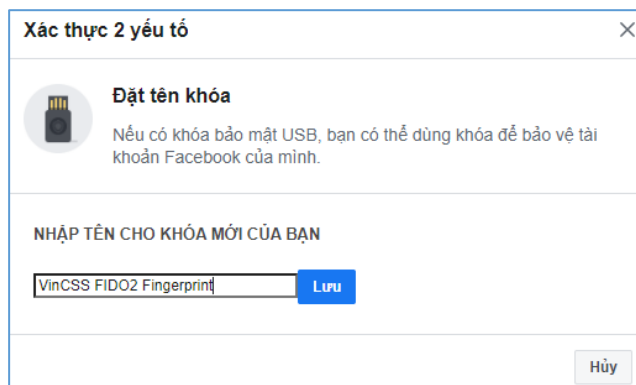 Xác thực 2 yếu tố
Đặt tên khóa
Nếu có khóa bảo mật USB, bạn có thể dùng khóa để bảo vệ tài
khoản Facebook của mình.
NHẬP TÊN CHO KHÓA MỚI CỦA BẠN
VinCSS FIDO2 Fingerprint Lưu
Hủy